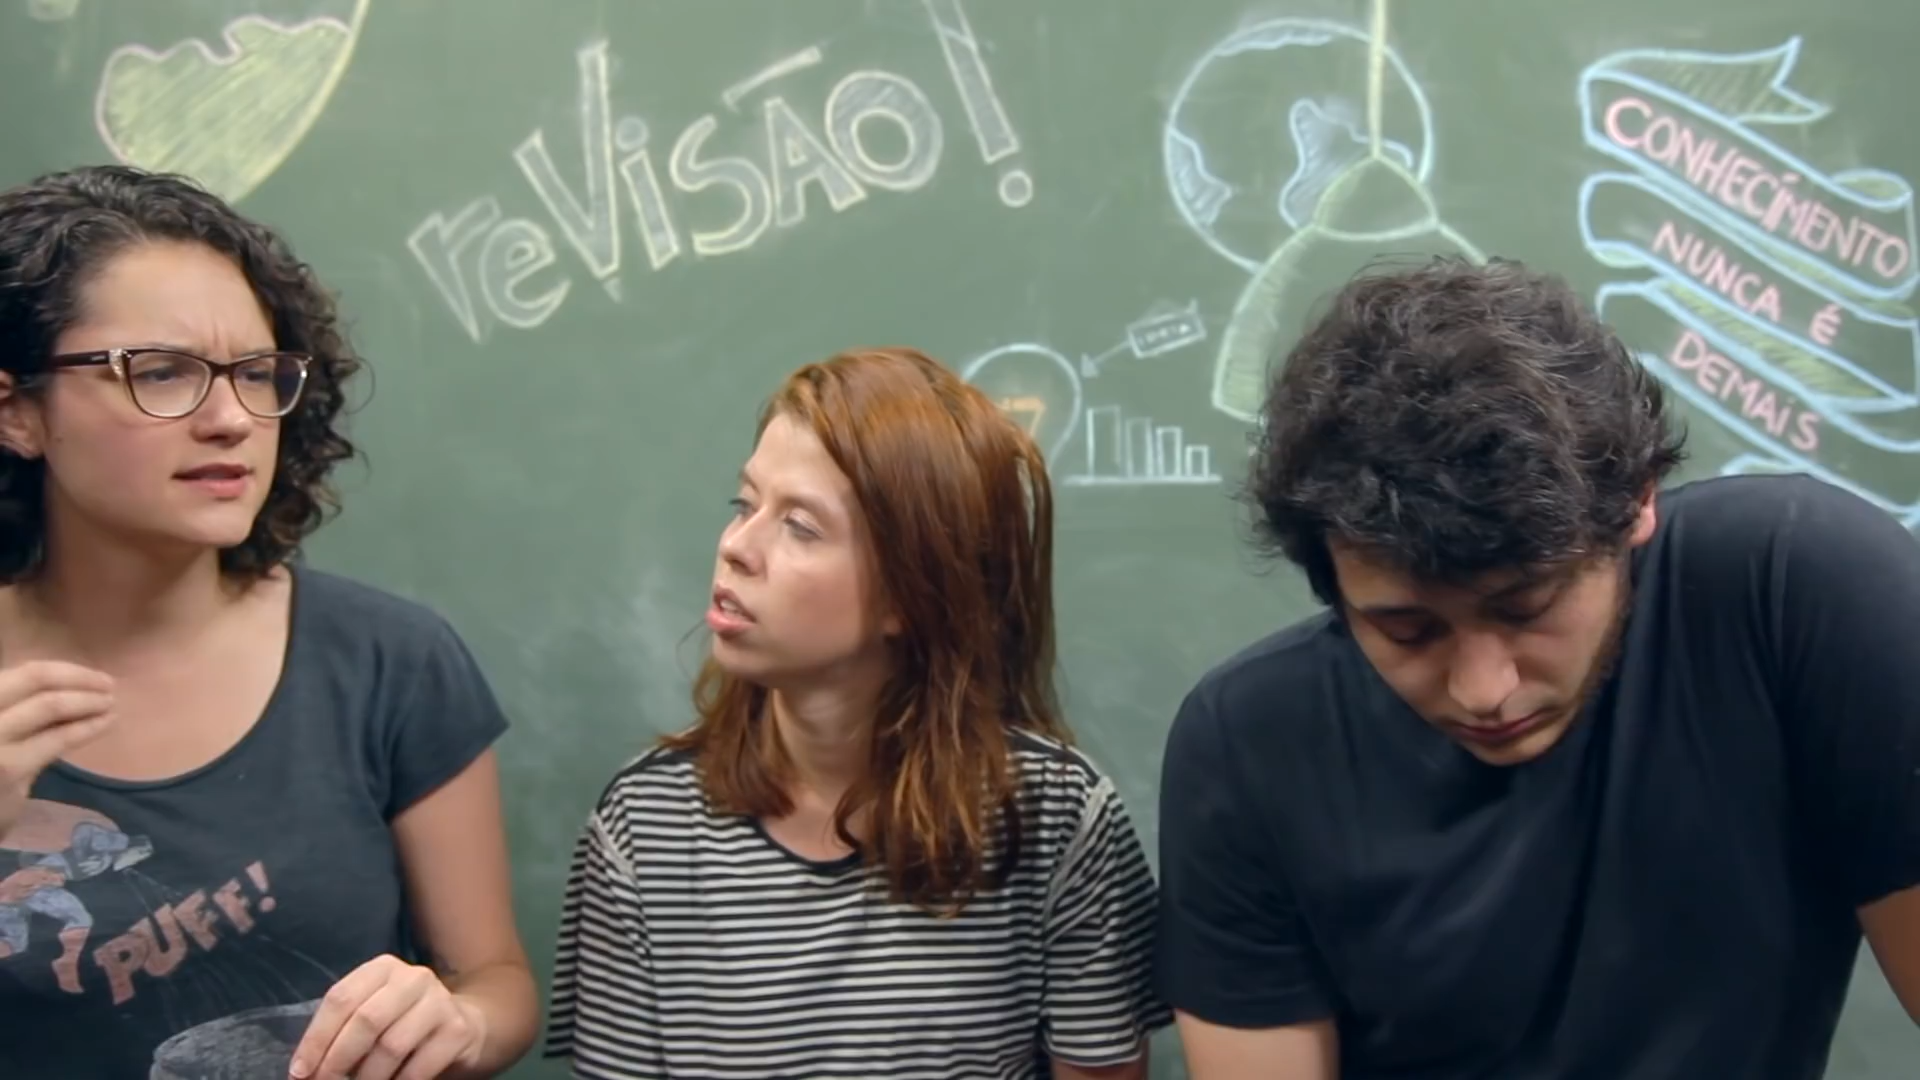 reVISÃO!
CONHECIMENTO
NUNCA É
DEMAIS
PUFF!